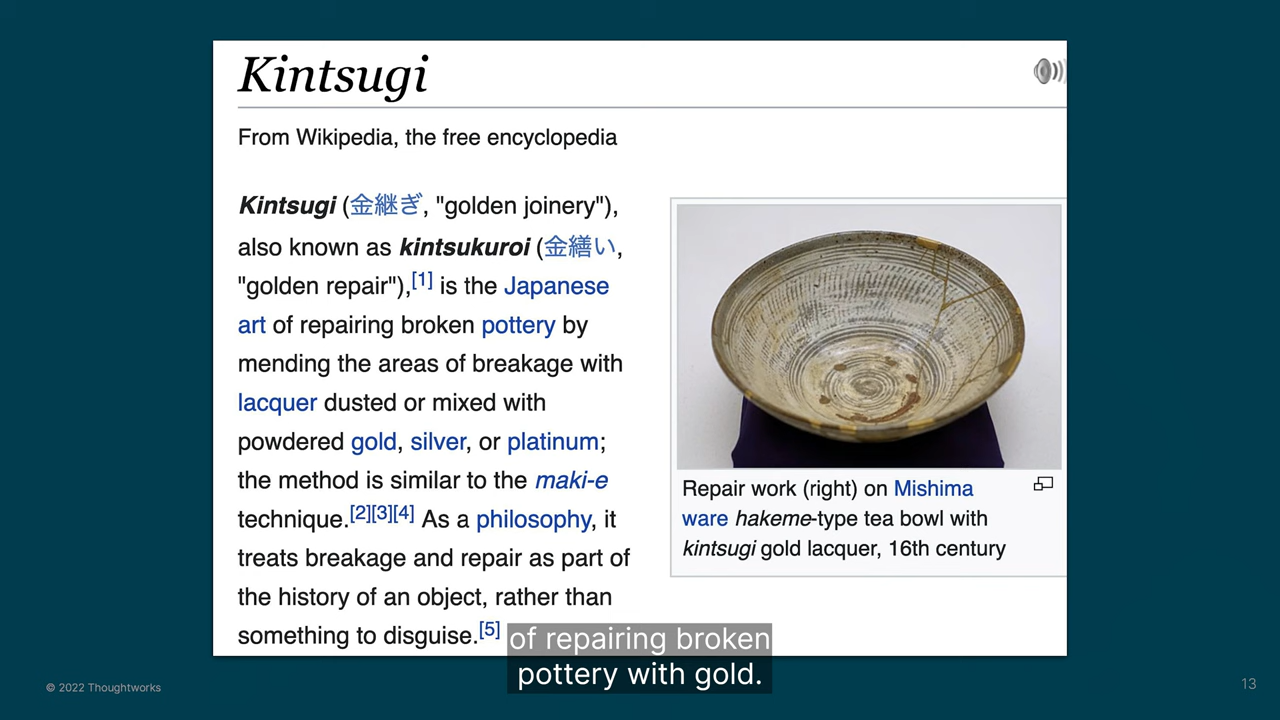 Kintsugi
From Wikipedia, the free encyclopedia
Kintsugi (金継ぎ, "golden joinery"),
also known as kintsukuroi (金繕い,
"golden repair"),[1] is the Japanese
art of repairing broken pottery by
mending the areas of breakage with
lacquer dusted or mixed with
powdered gold, silver, or platinum;
the method is similar to the maki-e
technique.[2][3][4] As a philosophy, it
treats breakage and repair as part of
the history of an object, rather than
something to disguise.[5]
Repair work (right) on Mishima
ware hakeme-type tea bowl with
kintsugi gold lacquer, 16th century
of repairing broken
pottery with gold.
© 2022 Thoughtworks
13